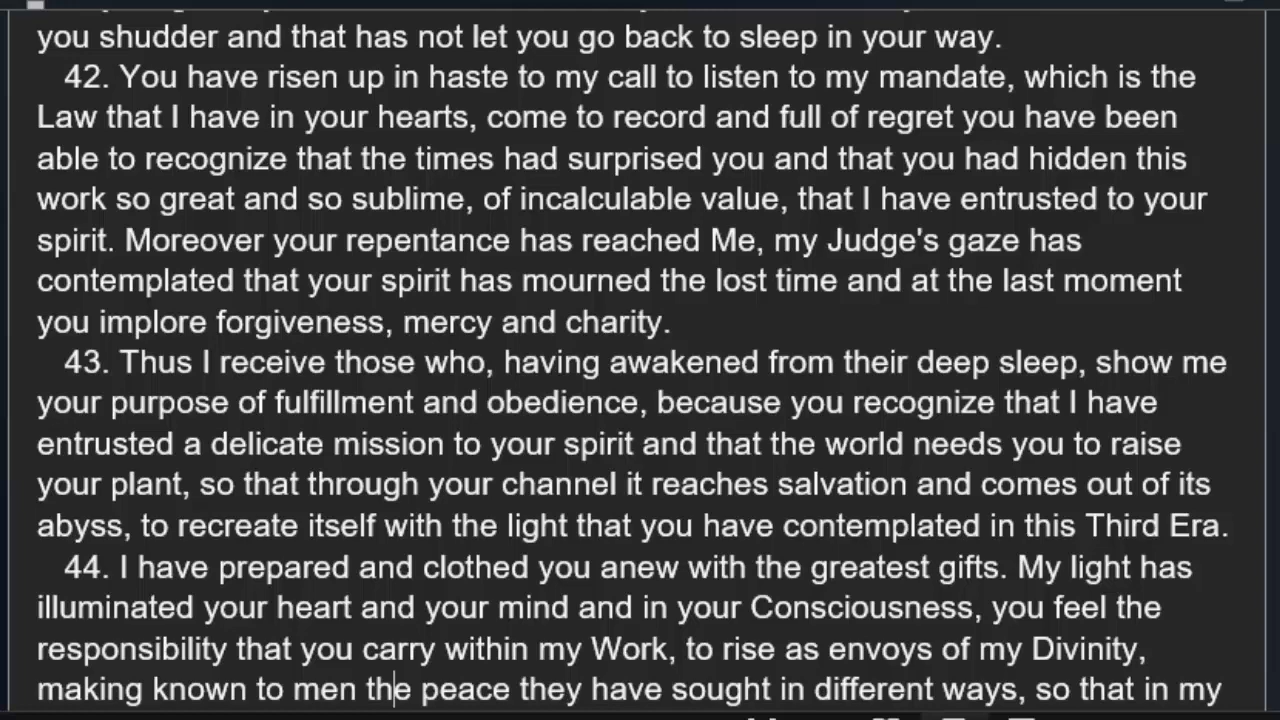 you shudder and that has not let you go back to sleep in your way.
42. You have risen up in haste to my call to listen to my mandate, which is the
Law that I have in your hearts, come to record and full of regret you have been
able to recognize that the times had surprised you and that you had hidden this
work so great and so sublime, of incalculable value, that I have entrusted to your
spirit. Moreover your repentance has reached Me, my Judge's gaze has
contemplated that your spirit has mourned the lost time and at the last moment
you implore forgiveness, mercy and charity.
43. Thus I receive those who, having awakened from their deep sleep, show me
your purpose of fulfillment and obedience, because you recognize that I have
entrusted a delicate mission to your spirit and that the world needs you to raise
your plant, so that through your channel it reaches salvation and comes out of its
abyss, to recreate itself with the light that you have contemplated in this Third Era.
44. I have prepared and clothed you anew with the greatest gifts. My light has
illuminated your heart and your mind and in your Consciousness, you feel the
responsibility that you carry within my Work, to rise as envoys of my Divinity,
making known to men the peace they have sought in different ways, so that in my